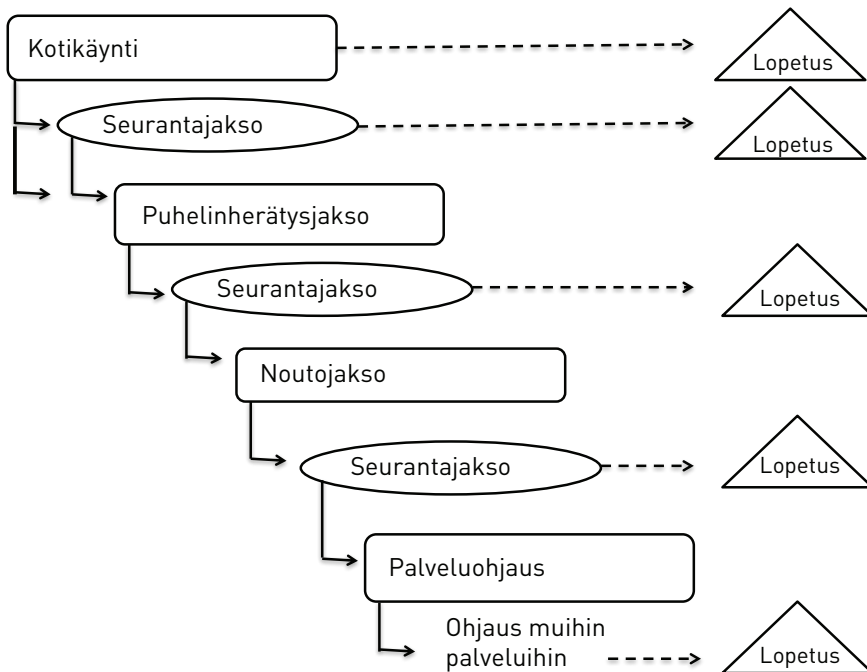 Kotikäynti
Lopetus
Seurantajakso
Lopetus
Puhelinherätysjakso
Seurantajakso
Lopetus
Noutojakso
Seurantajakso
Lopetus
Palveluohjaus
Ohjaus muihin
palveluihin
Lopetus